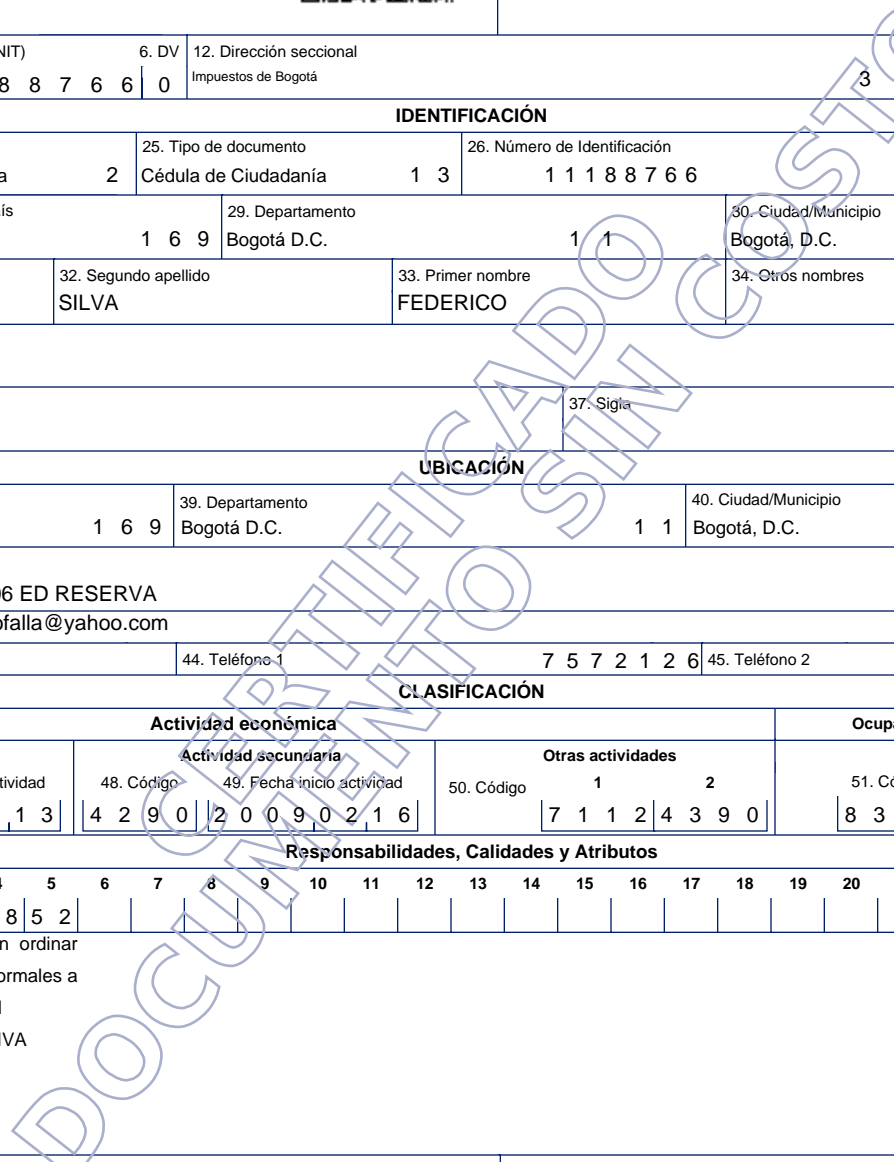 NIT) 6. DV 12. Dirección seccional
8 8 7 6 6 0 Impuestos de Bogotá 3
IDENTIFICACIÓN
25. Tipo de documento 26. Número de Identificación
2 Cédula de Ciudadanía 1 3 1 1 1 8 8 7 6 6
29. Departamento 30. Ciudad/Municipio
1 6 9 Bogotá D.C. 1 1 Bogotá, D.C.
32. Segundo apellido 33. Primer nombre 34. Otros nombres
SILVA FEDERICO
37. Sigla
UBICACIÓN
39. Departamento 40. Ciudad/Municipio
1 6 9 Bogotá D.C. 1 1 Bogotá, D.C.
06 ED RESERVA
ofalla@yahoo.com
44. Teléfono 1 7 5 7 2 1 2 6 45. Teléfono 2
CLASIFICACIÓN
Actividad económica Ocupa
Actividad secundaria Otras actividades
tividad 48. Código 49. Fecha inicio actividad 50. Código 1 2 51. Có
1 3 4 2 9 0 2 0 0 9 0 2 1 6 7 1 1 2 4 3 9 0 8 3
Responsabilidades, Calidades y Atributos
5 6 7 8 9 10 11 12 13 14 15 16 17 18 19 20
8 5 2
n ordinar
ormales a
IVA
CERTIFICADO
DOCUMENTO SIN COSTO